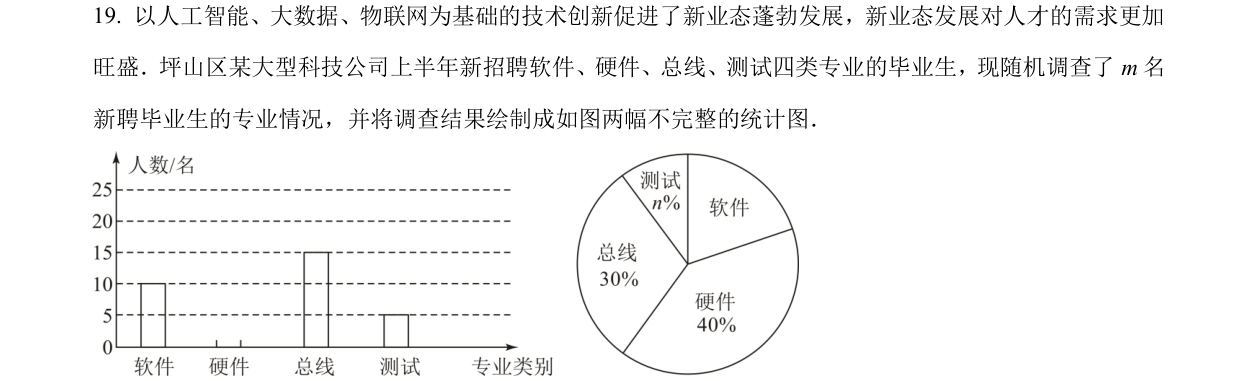 19. 以人工智能、大数据、物联网为基础的技术创新促进了新业态蓬勃发展，新业态发展对人才的需求更加
旺盛．坪山区某大型科技公司上半年新招聘软件、硬件、总线、测试四类专业的毕业生，现随机调查了 m 名
新聘毕业生的专业情况，并将调查结果绘制成如图两幅不完整的统计图．
人数/名
25
20
15
10
5
0
软件 硬件 总线 测试 专业类别
测试
n%
软件
总线
30%
硬件
40%